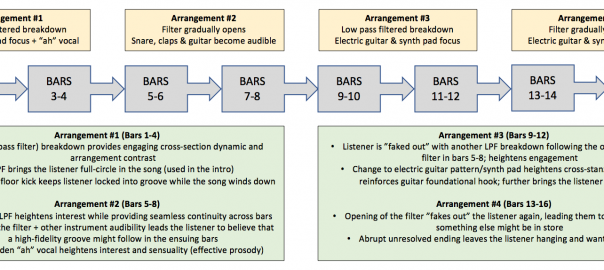 gement #1
tered breakdown
ad focus + "ah" vocal
Arrangement #2
Filter gradually opens
Snare, claps & guitar become audible
Arrangement #3
Low pass filtered breakdown
Electric guitar & synth pad focus
Arrangeme
Filter gradually
Electric guitar & syn
BARS
3-4
BARS
5-6
BARS
7-8
BARS
9-10
BARS
11-12
BARS
13-14
Arrangement #1 (Bars 1-4)
pass filter) breakdown provides engaging cross-section dynamic and
arrangement contrast
PF brings the listener full-circle in the song (used in the intro)
floor kick keeps listener locked into groove while the song winds down
Arrangement #2 (Bars 5-8)
LPF heightens interest while providing seamless continuity across bars
the filter + other instrument audibility leads the listener to believe that
a high-fidelity groove might follow in the ensuing bars
den "ah" vocal heightens interest and sensuality (effective prosody)
Arrangement #3 (Bars 9-12)
• Listener is "faked out" with another LPF breakdown following the o
filter in bars 5-8; heightens engagement
• Change to electric guitar pattern/synth pad heightens cross-stan
reinforces guitar foundational hook; further brings the listener
Arrangement #4 (Bars 13-16)
• Opening of the filter "fakes out" the listener again, leading them to
something else might be in store
• Abrupt unresolved ending leaves the listener hanging and want